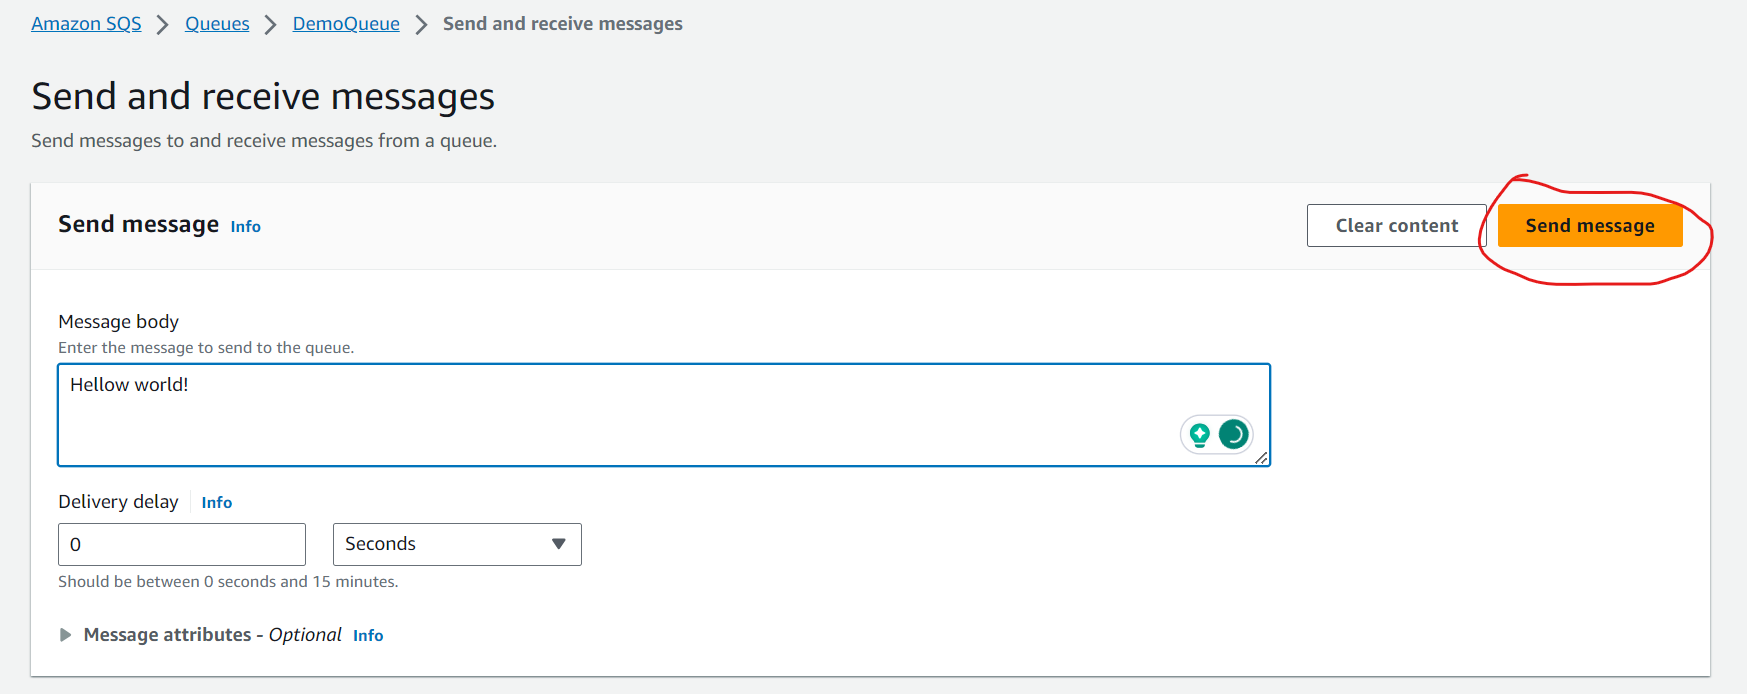 Amazon SQS > Queues > DemoQueue > Send and receive messages
Send and receive messages
Send messages to and receive messages from a queue.
Send message Info Clear content Send message
Message body
Enter the message to send to the queue.
Hellow world!
Delivery delay Info
0 Seconds
Should be between 0 seconds and 15 minutes.
Message attributes - Optional Info